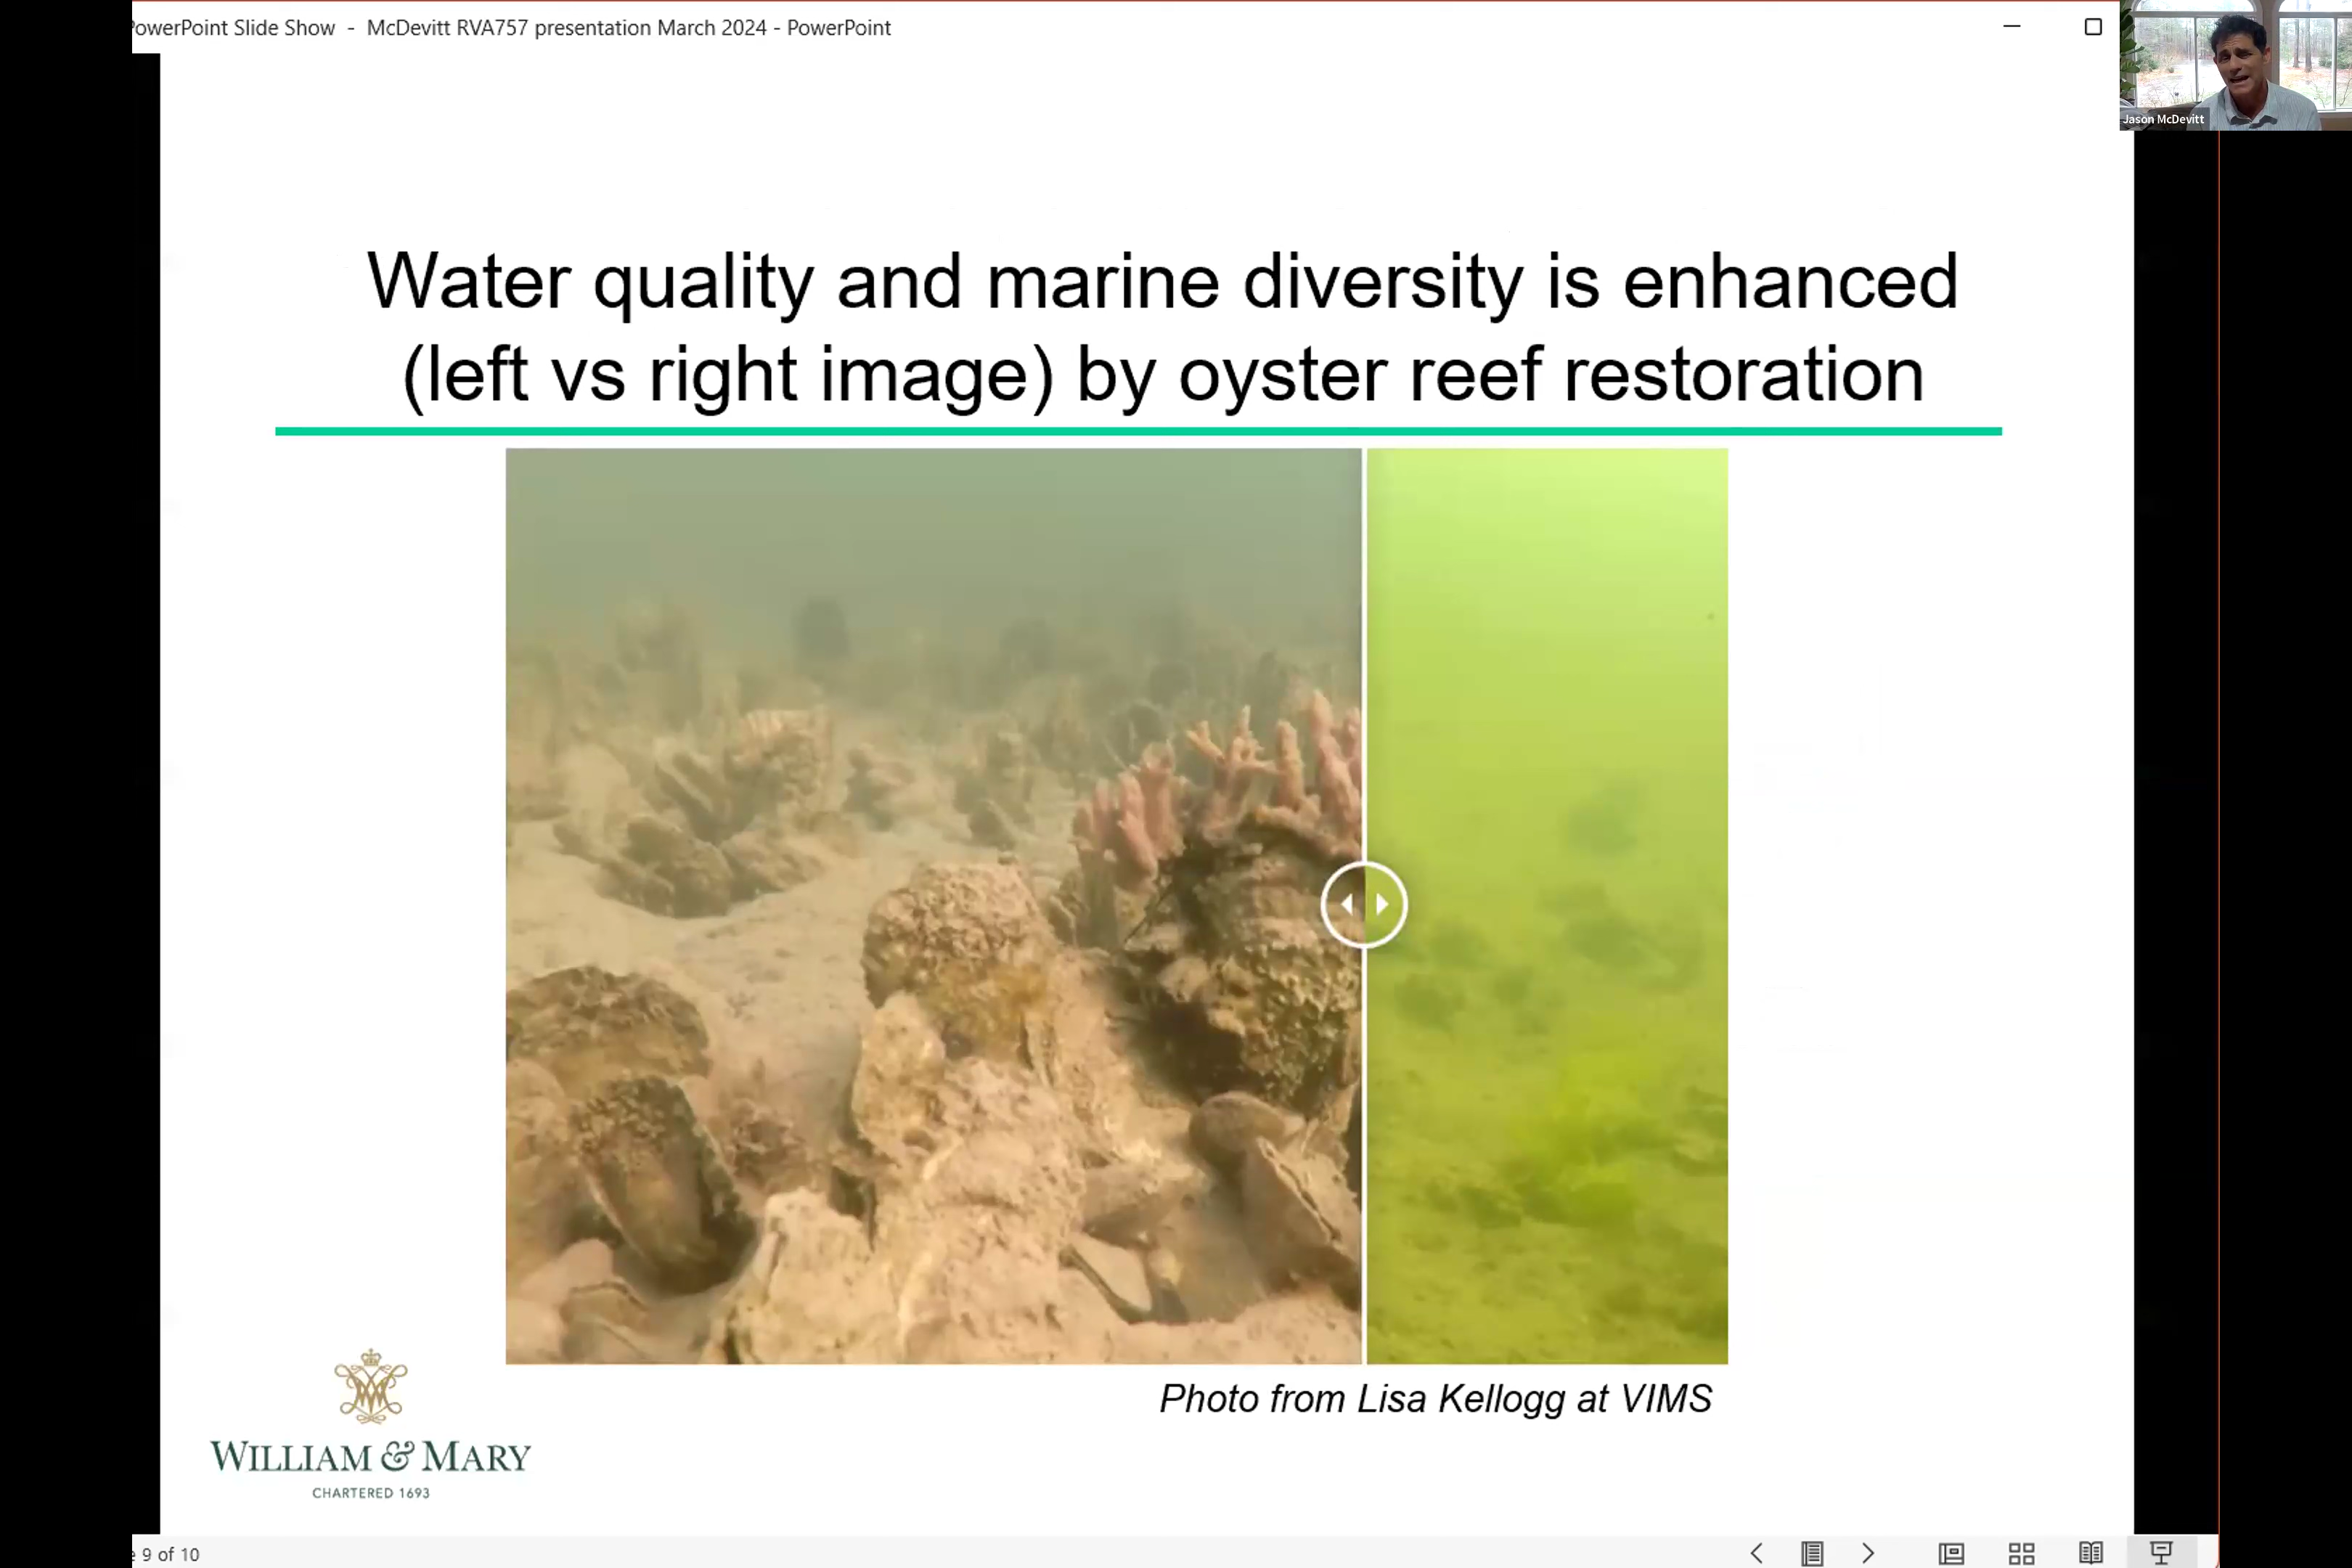 PowerPoint Slide Show - McDevitt RVA757 presentation March 2024 - PowerPoint
Jason McDevitt
Water quality and marine diversity is enhanced
(left vs right image) by oyster reef restoration
Photo from Lisa Kellogg at VIMS
WILLIAM & MARY
CHARTERED 1693
9 of 10